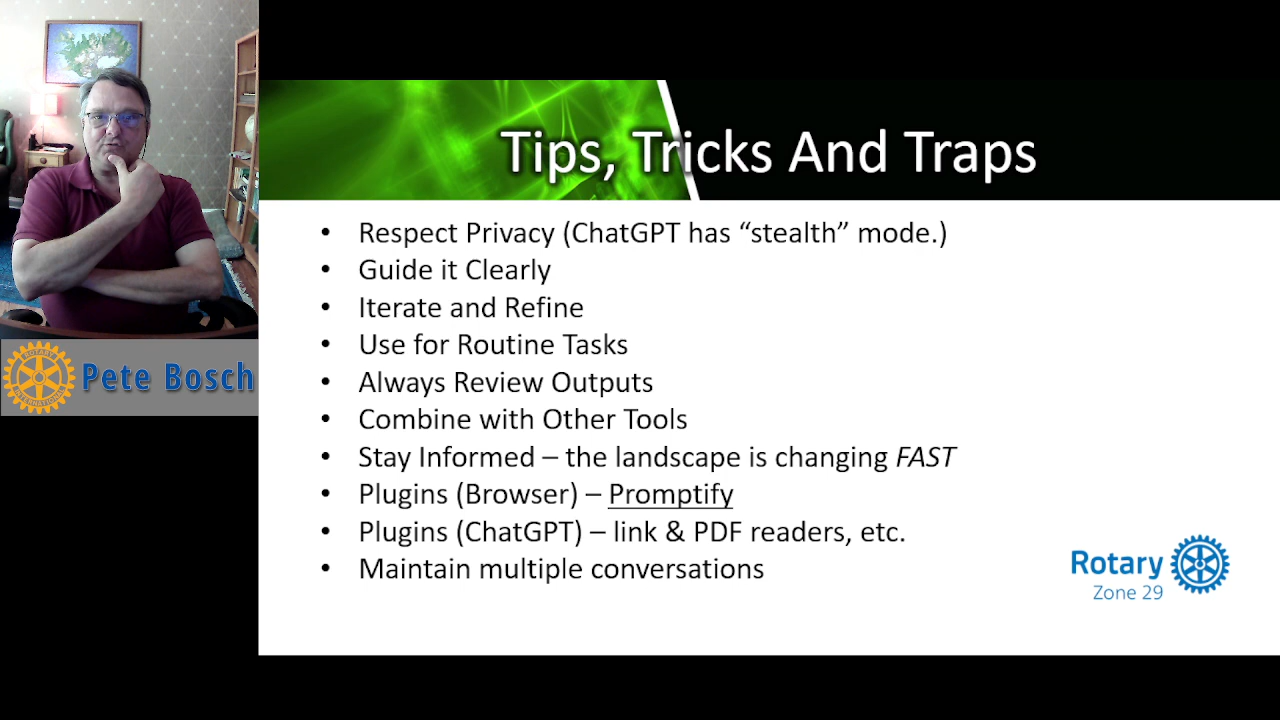 Tips, Tricks And Traps
• Respect Privacy (ChatGPT has “stealth” mode.)
• Guide it Clearly
• Iterate and Refine
• Use for Routine Tasks
• Always Review Outputs
• Combine with Other Tools
• Stay Informed – the landscape is changing FAST
• Plugins (Browser) – Promptify
• Plugins (ChatGPT) – link & PDF readers, etc.
• Maintain multiple conversations
ROTARY
INTERNATIONAL
Pete Bosch
Rotary
Zone 29